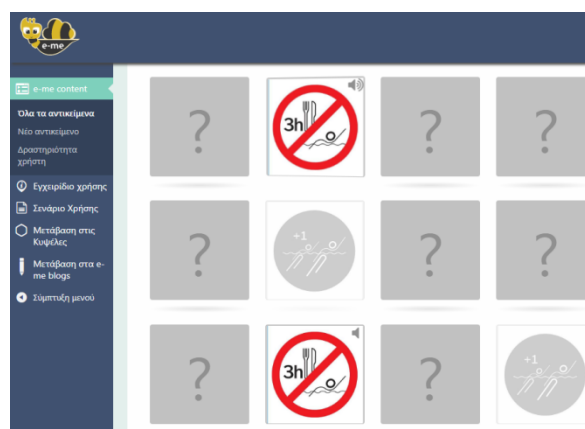 e-me
e-me content
Όλα τα αντικείμενα
Νέο αντικείμενο
Δραστηριότητα
χρήστη
Εγχειρίδιο χρήσης
Σενάριο Χρήσης
Μετάβαση στις
Κυψέλες
Μετάβαση στα e-
me blogs
Σύμπτυξη μενού
? 3h ? ?
? +1 ? ?
? 3h ? +1